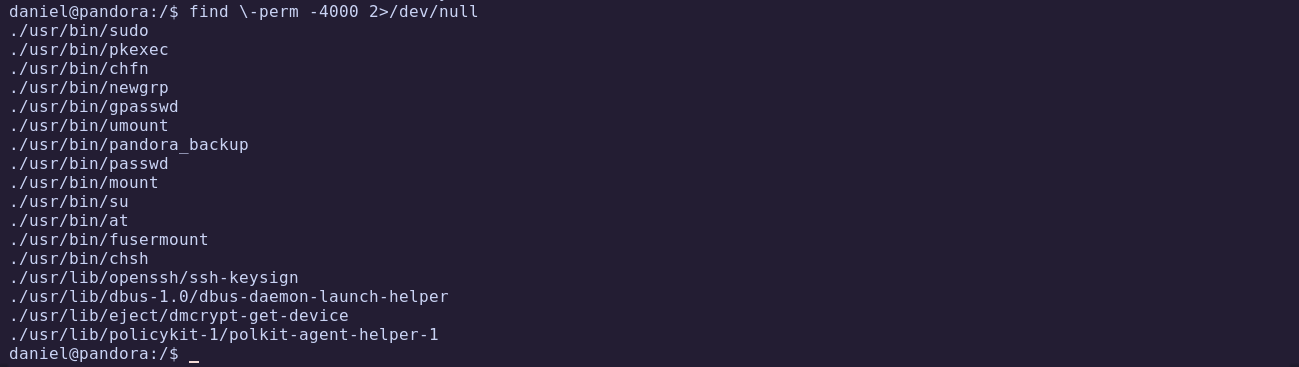 daniel@pandora:/$ find \-perm -4000 2>/dev/null
./usr/bin/sudo
./usr/bin/pkexec
./usr/bin/chfn
./usr/bin/newgrp
./usr/bin/gpasswd
./usr/bin/umount
./usr/bin/pandora_backup
./usr/bin/passwd
./usr/bin/mount
./usr/bin/su
./usr/bin/at
./usr/bin/fusermount
./usr/bin/chsh
./usr/lib/openssh/ssh-keysign
./usr/lib/dbus-1.0/dbus-daemon-launch-helper
./usr/lib/eject/dmcrypt-get-device
./usr/lib/policykit-1/polkit-agent-helper-1
daniel@pandora:/$ _